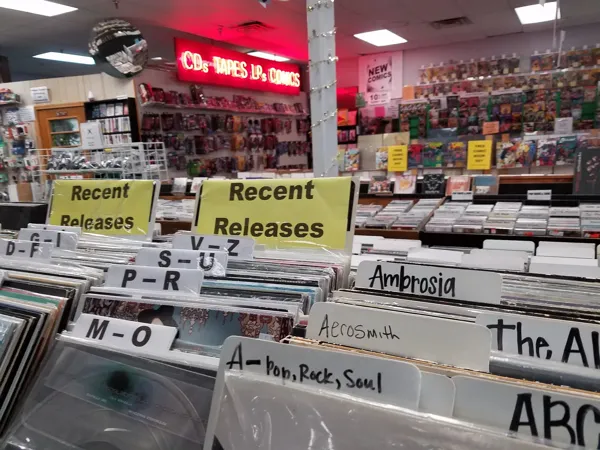 CDs-TAPES LPs COMICS
NEW
COMICS
Recent
Releases
Recent
Releases
G-I
D-F
V-Z
S-U
P-R
M-O
Ambrosia
Aerosmith
The Al
A-pop, Rock, Soul
ABC